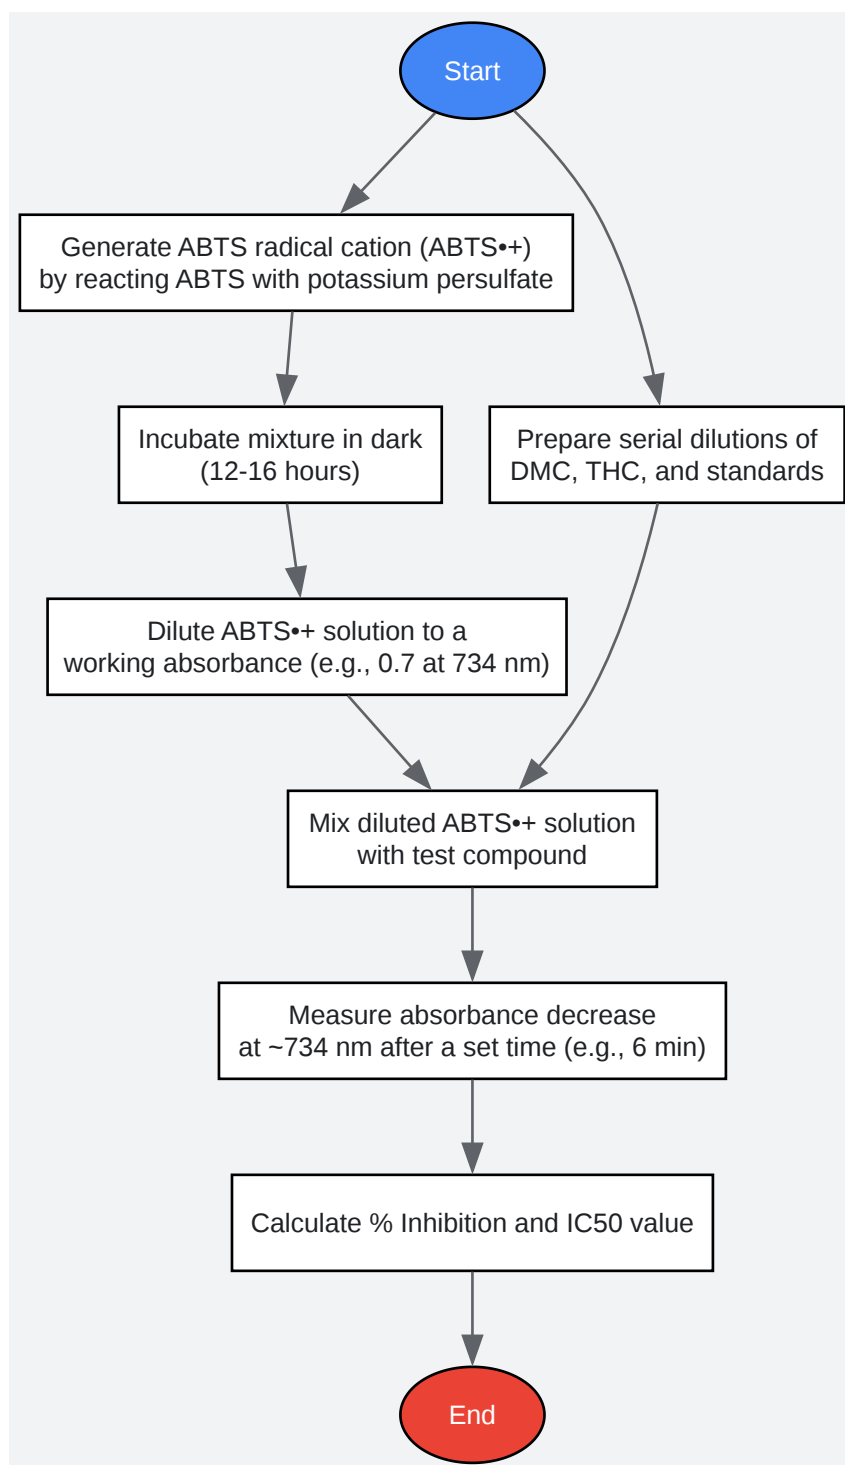 Start
Generate ABTS radical cation (ABTS•+)
by reacting ABTS with potassium persulfate
Incubate mixture in dark
(12-16 hours)
Prepare serial dilutions of
DMC, THC, and standards
Dilute ABTS•+ solution to a
working absorbance (e.g., 0.7 at 734 nm)
Mix diluted ABTS•+ solution
with test compound
Measure absorbance decrease
at ~734 nm after a set time (e.g., 6 min)
Calculate % Inhibition and IC50 value
End